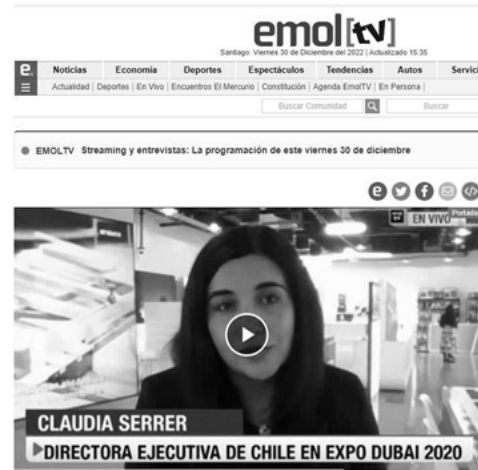 emol[tv]
Santiago: Viernes 30 de Diciembre del 2022 | Actualizado 15:35
e.
Noticias Economía Deportes Espectáculos Tendencias Autos Servici
Actualidad | Deportes | En Vivo | Encuentros El Mercurio | Constitución | Agenda EmolTV | En Persona |
Buscar Comunidad Buscar
EMOLTV Streaming y entrevistas: La programación de este viernes 30 de diciembre
EN VIVO Portada
CLAUDIA SERRER
DIRECTORA EJECUTIVA DE CHILE EN EXPO DUBAI 2020